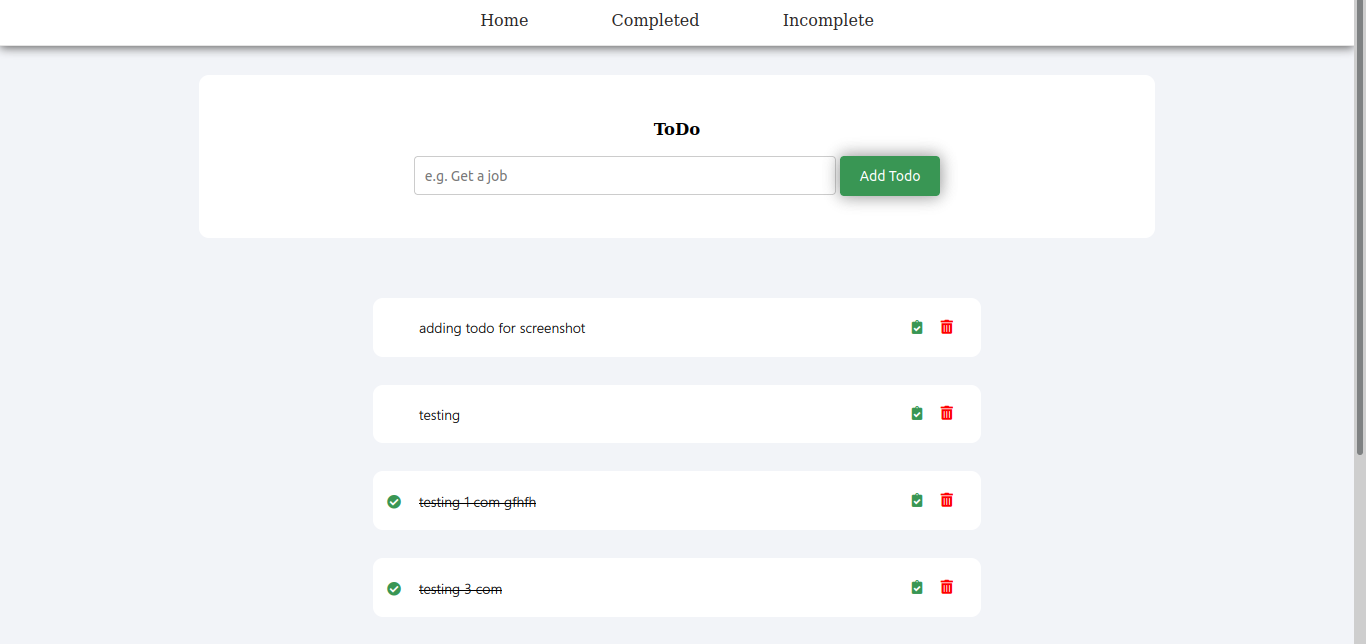 Home Completed Incomplete
ToDo
e.g. Get a job Add Todo
adding todo for screenshot
testing
testing 1 com gfhfh
testing 3 com